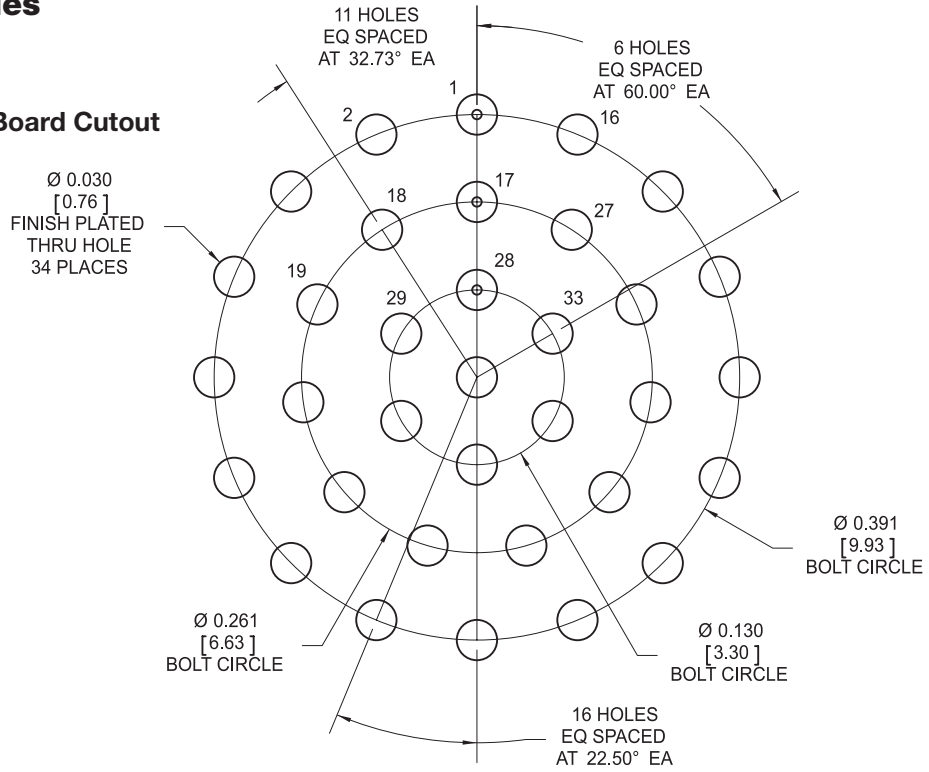 11 HOLES
EQ SPACED
AT 32.73° EA
6 HOLES
EQ SPACED
AT 60.00° EA
Board Cutout
1
2
16
Ø 0.030
[0.76 ]
FINISH PLATED
THRU HOLE
34 PLACES
18
17
27
19
28
29
33
Ø 0.391
[9.93 ]
BOLT CIRCLE
Ø 0.261
[6.63 ]
BOLT CIRCLE
Ø 0.130
[3.30 ]
BOLT CIRCLE
16 HOLES
EQ SPACED
AT 22.50° EA